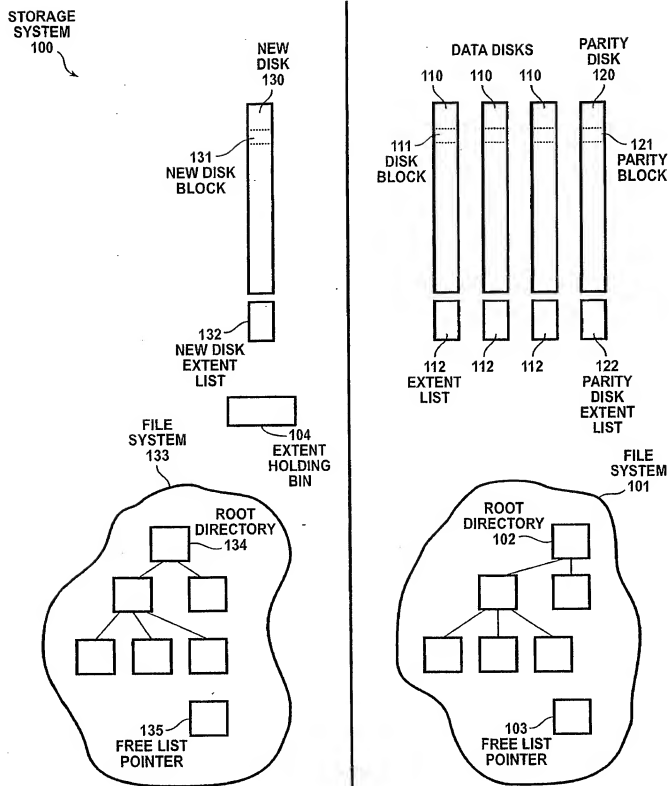 STORAGE
SYSTEM
100
NEW
DISK
130
131
NEW DISK
BLOCK
132
NEW DISK
EXTENT
LIST
104
EXTENT
HOLDING
BIN
FILE
SYSTEM
133
ROOT
DIRECTORY
134
135
FREE LIST
POINTER
DATA DISKS
110
110
110
PARITY
DISK
120
111 DISK
BLOCK
121
PARITY
BLOCK
112
EXTENT
LIST
112
112
122
PARITY
DISK
EXTENT
LIST
FILE
SYSTEM
101
ROOT
DIRECTORY
102
103
FREE LIST
POINTER